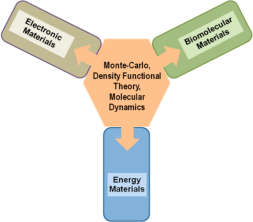 Electronic
Materials
Biomolecular
Materials
Monte-Carlo,
Density Functional
Theory,
Molecular
Dynamics
Energy
Materials